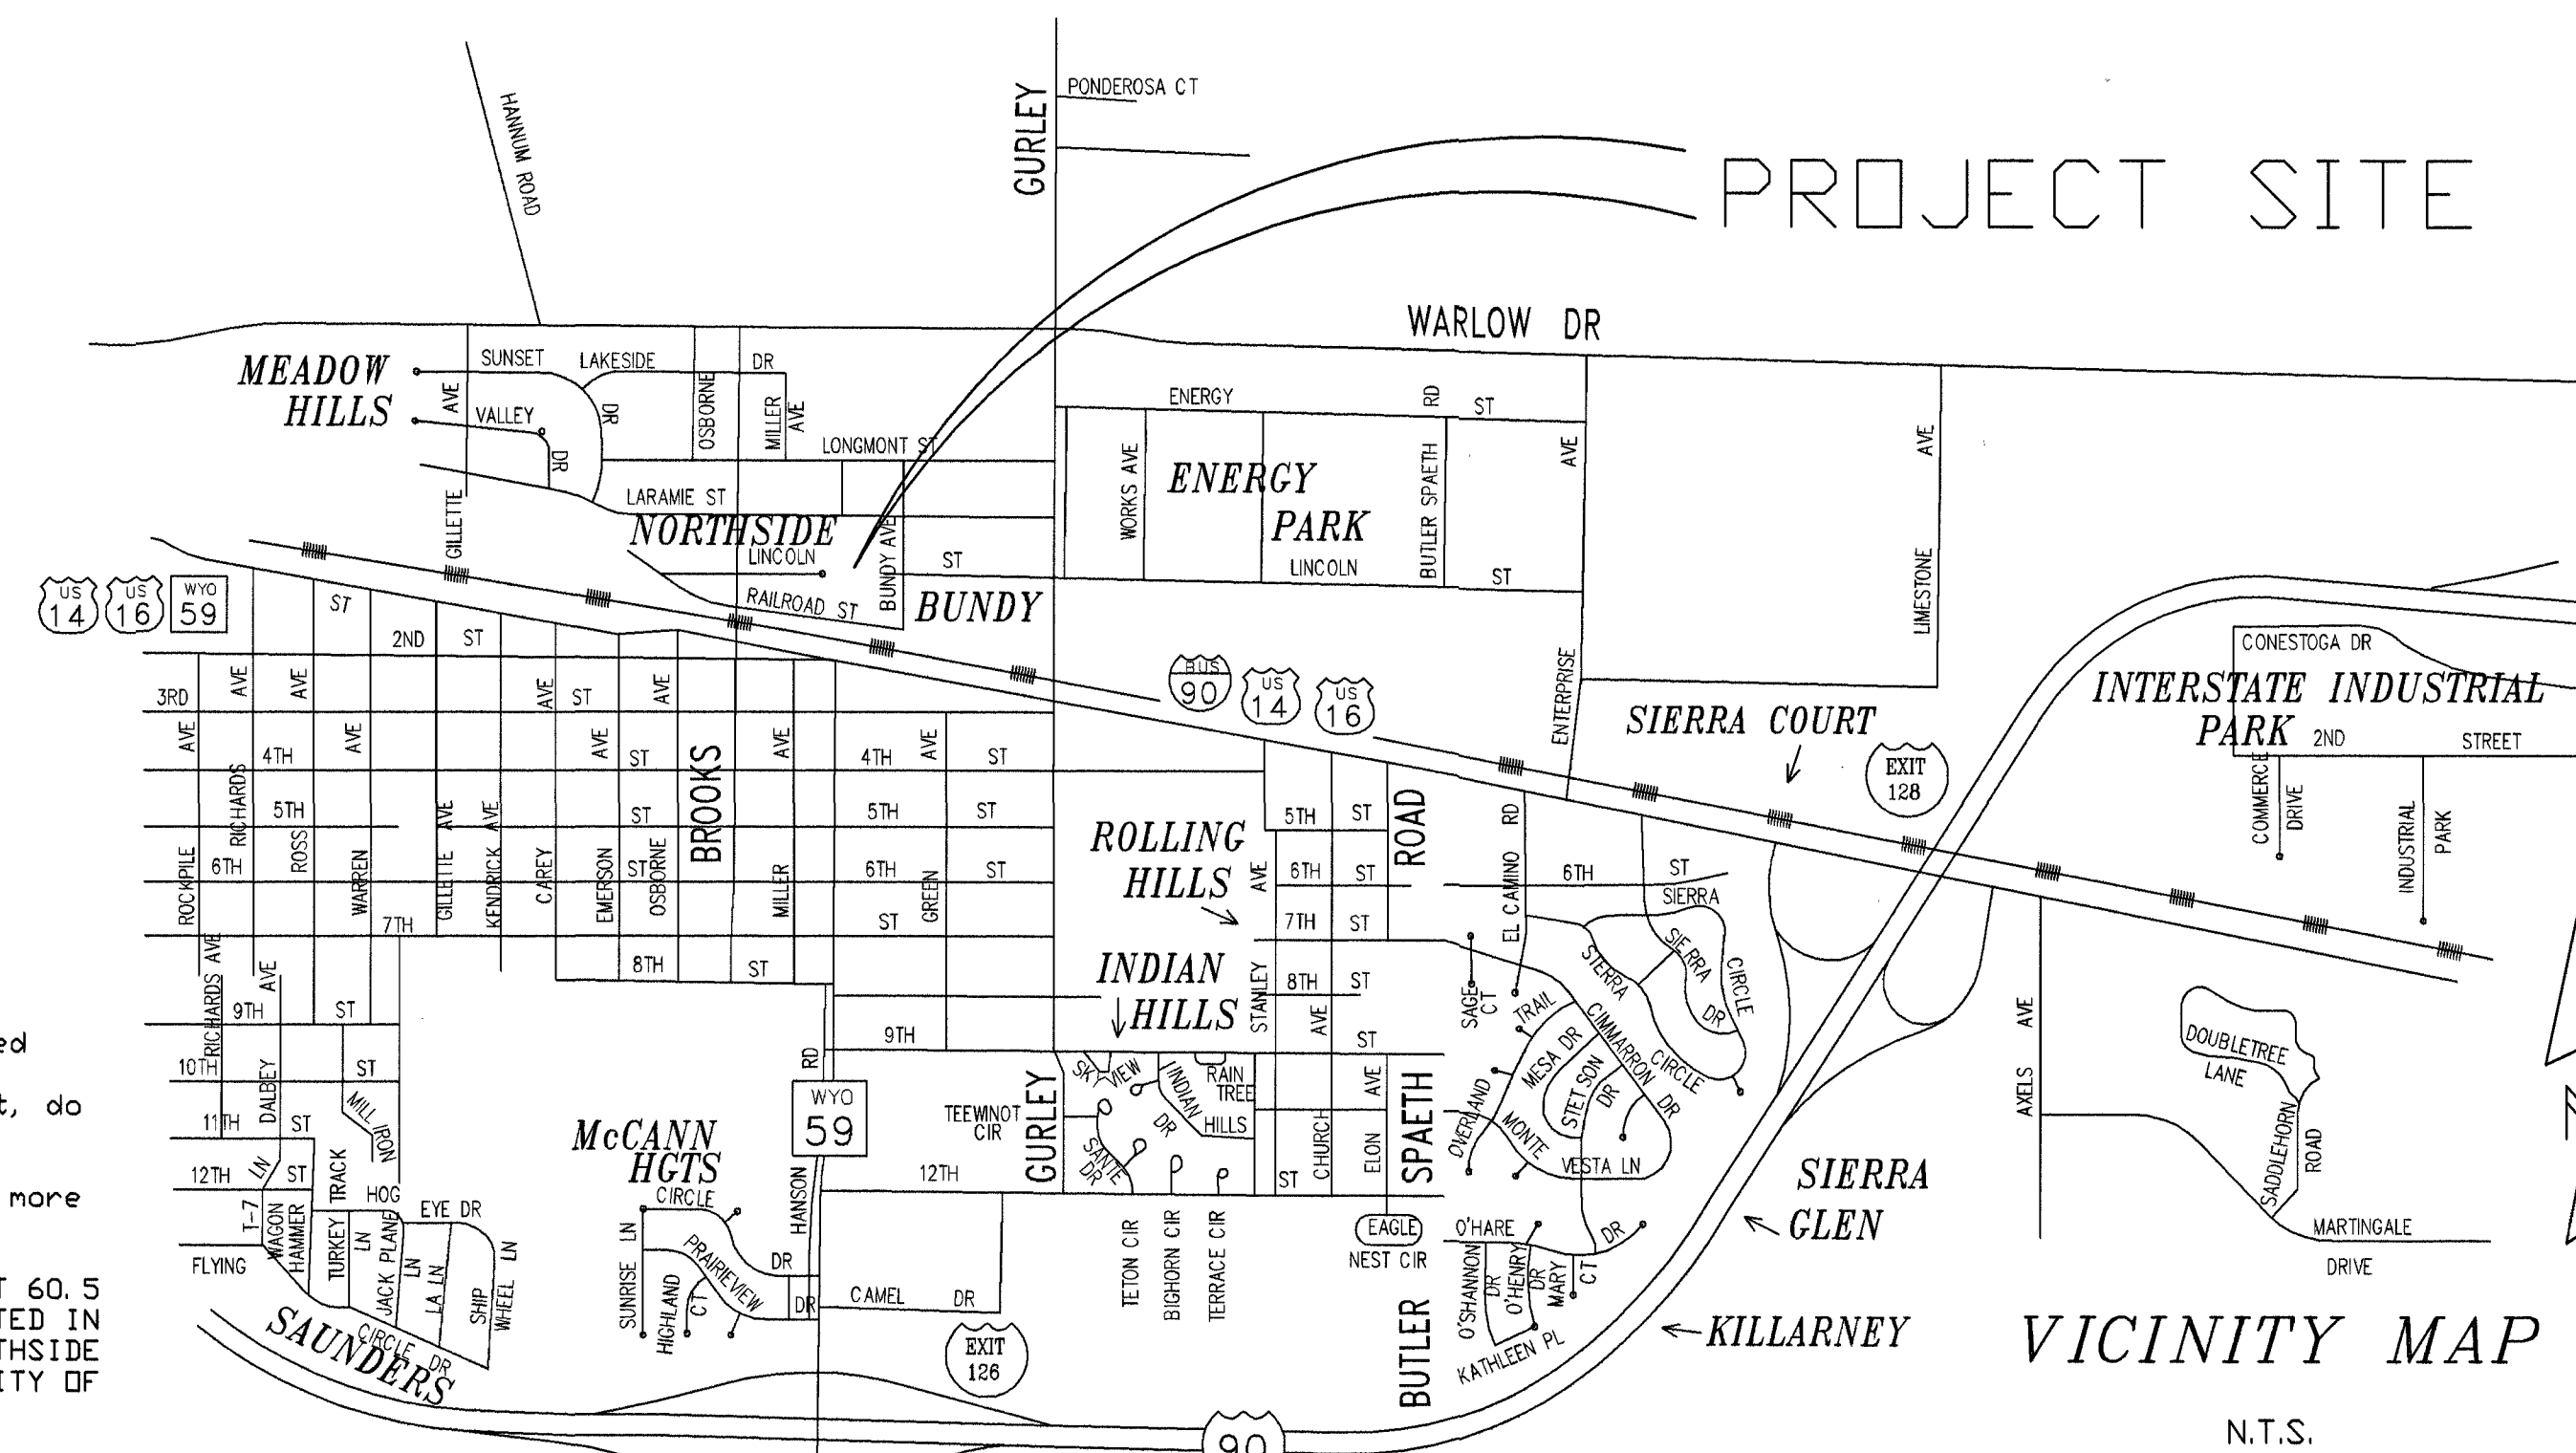 PONDEROSA CT
HANNUM ROAD
GURLEY
PROJECT SITE
WARLOW DR
MEADOW
HILLS
SUNSET
LAKESIDE
DR
AVE
VALLEY
DR
DR
OSBORNE
MILLER
AVE
LONGMONT ST
LARAMIE ST
GILLETTE
NORTHSIDE
LINCOLN
RAILROAD ST
BUNDY AVE
ST
BUNDY
ENERGY
RD
ST
WORKS AVE
ENERGY
PARK
BUTLER SPAETH
LINCOLN
ST
AVE
ENTERPRISE
AVE
LIMESTONE
US
14
US
16
WYO
59
ST
2ND
ST
3RD
AVE
AVE
AVE
ST
AVE
AVE
AVE
AVE
AVE
AVE
4TH
ST
4TH
ST
RICHARDS
5TH
ST
5TH
ST
ROSS
BROOKS
GILLETTE AVE
KENDRICK AVE
CAREY
EMERSON
OSBORNE
MILLER
GREEN
ROCKPILE
6TH
WARREN
ST
6TH
ST
7TH
ST
8TH
ST
BUS
90
US
14
US
16
SIERRA COURT
EXIT
128
CONESTOGA DR
INTERSTATE INDUSTRIAL
PARK
2ND
STREET
COMMERCE
DRIVE
INDUSTRIAL
PARK
ROLLING
HILLS
5TH
ST
ROAD
AVE
6TH
ST
7TH
ST
EL CAMINO RD
6TH
ST
SIERRA
SIERRA
SIERRA
CIRCLE
DR
INDIAN
HILLS
STANLEY
8TH
ST
AVE
ST
SAGE
CT
TRAIL
CIMMARRON
DR
CIRCLE
MESA DR
STETSON
DR
OVERLAND
MONTE
VESTA LN
RICHARDS AVE
9TH
ST
DALBEY
AVE
10TH
ST
MILL IRON
11TH
ST
12TH
ST
LN
T-7
WAGON
HAMMER
TRACK
TURKEY
LN
HOG
EYE DR
JACK PLANE
LN
LA LN
SHIP
WHEEL LN
FLYING
CIRCLE DR
SAUNDERS
9TH
RD
WYO
59
HANSON
McCANN
HGTS
CIRCLE
SUNRISE LN
PRAIRIEVIEW
DR
DR
HIGHLAND
CT
12TH
CAMEL
DR
EXIT
126
TEEWINOT
CIR
GURLEY
SKYVIEW
INDIAN
HILLS
DR
RAIN
TREE
SANTE
DR
ST
CHURCH
ELON
AVE
SPAETH
BUTLER
TETON CIR
BIGHORN CIR
TERRACE CIR
EAGLE
NEST CIR
O'HARE
DR
O'SHANNON
DR
O'HENRY
DR
MARY
CT
KATHLEEN PL
SIERRA
GLEN
KILLARNEY
90
AXELS AVE
DOUBLETREE
LANE
SADDLEHORN
ROAD
MARTINGALE
DRIVE
VICINITY MAP
N.T.S.
ed
t, do
more
T 60.5
TED IN
THSIDE
ITY OF